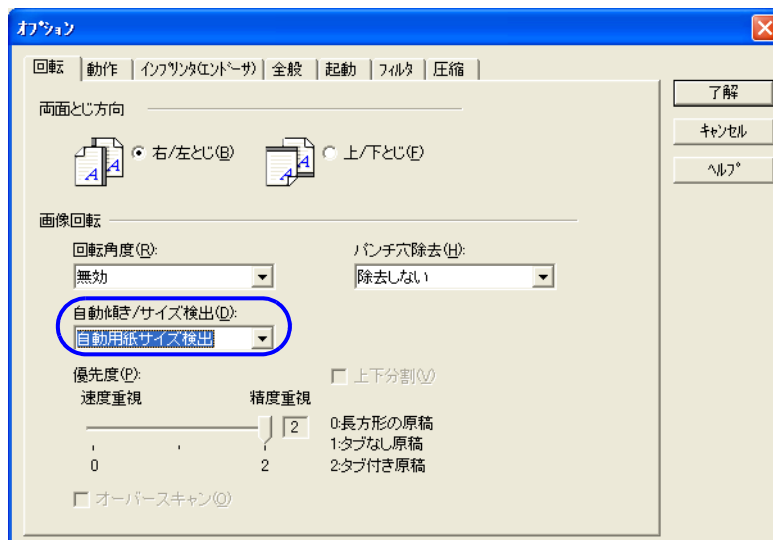 オプション
回転 動作 インプリンタ(エンドーサ) 全般 起動 フィルタ 圧縮
了解
キャンセル
ヘルプ
両面とじ方向
A A 右/左とじ(B) A A 上/下とじ(F)
画像回転
回転角度(R): パンチ穴除去(H):
無効 除去しない
自動傾き/サイズ検出(D):
自動用紙サイズ検出
優先度(P): 上下分割(V)
速度重視 精度重視
2 0:長方形の原稿
1:タブなし原稿
0 2 2:タブ付き原稿
オーバースキャン(O)